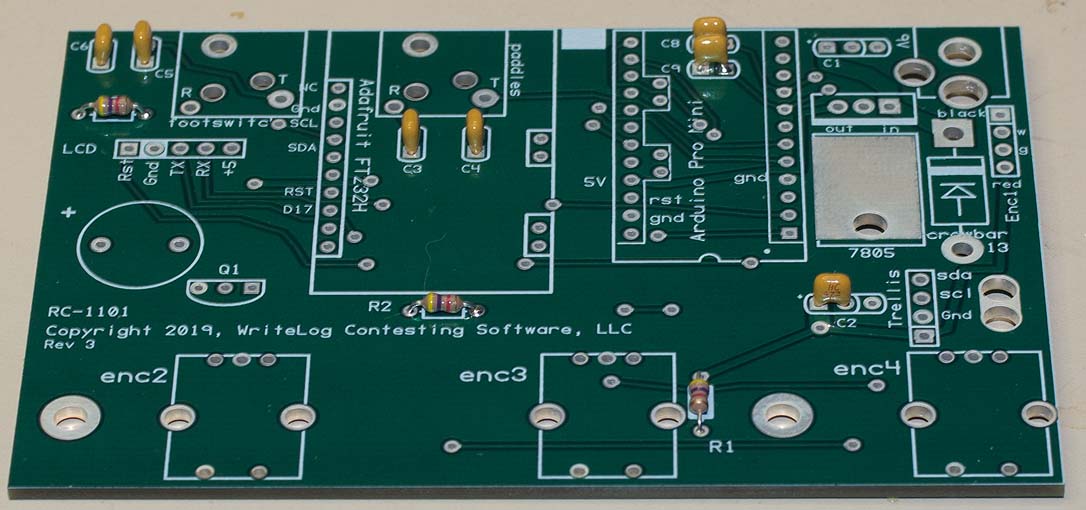 C6
C5
R
T
footswitch
LCD
Rst
Gnd
TX
RX
+5
+
Q1
NC
Gnd
SCL
SDA
RST
D17
Adafruit FT232H
R
T
paddles
C3
C4
R2
C8
C9
Arduino Pro Mini
5V
rst
gnd
gnd
C1
9V
out in
7805
black
w
g
red
Enc1
crowbar
13
Trellis
sda
scl
Gnd
C2
RC-1101
Copyright 2019, WriteLog Contesting Software, LLC
Rev 3
enc2
enc3
enc4
R1